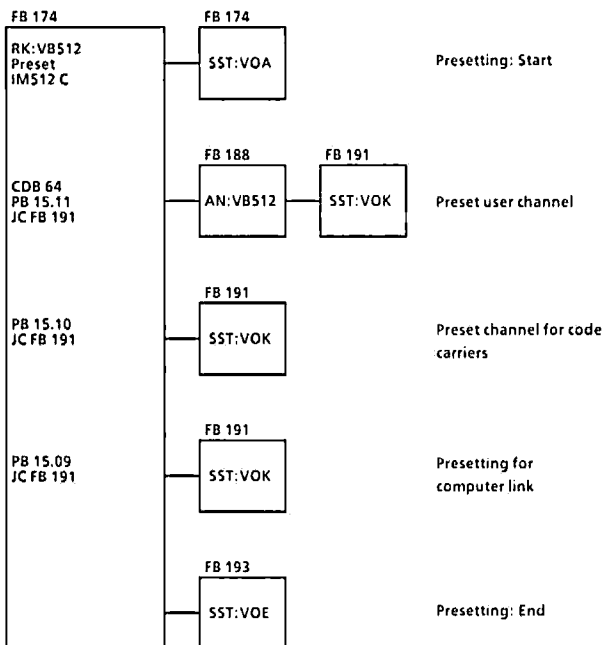 FB 174
FB 174
RK:VB512
Preset
IM512 C
SST:VOA
Presetting: Start
FB 188
FB 191
CDB 64
PB 15.11
JC FB 191
AN:VB512
SST:VOK
Preset user channel
FB 191
PB 15.10
JC FB 191
SST:VOK
Preset channel for code
carriers
FB 191
PB 15.09
JC FB 191
SST:VOK
Presetting for
computer link
FB 193
SST:VOE
Presetting: End